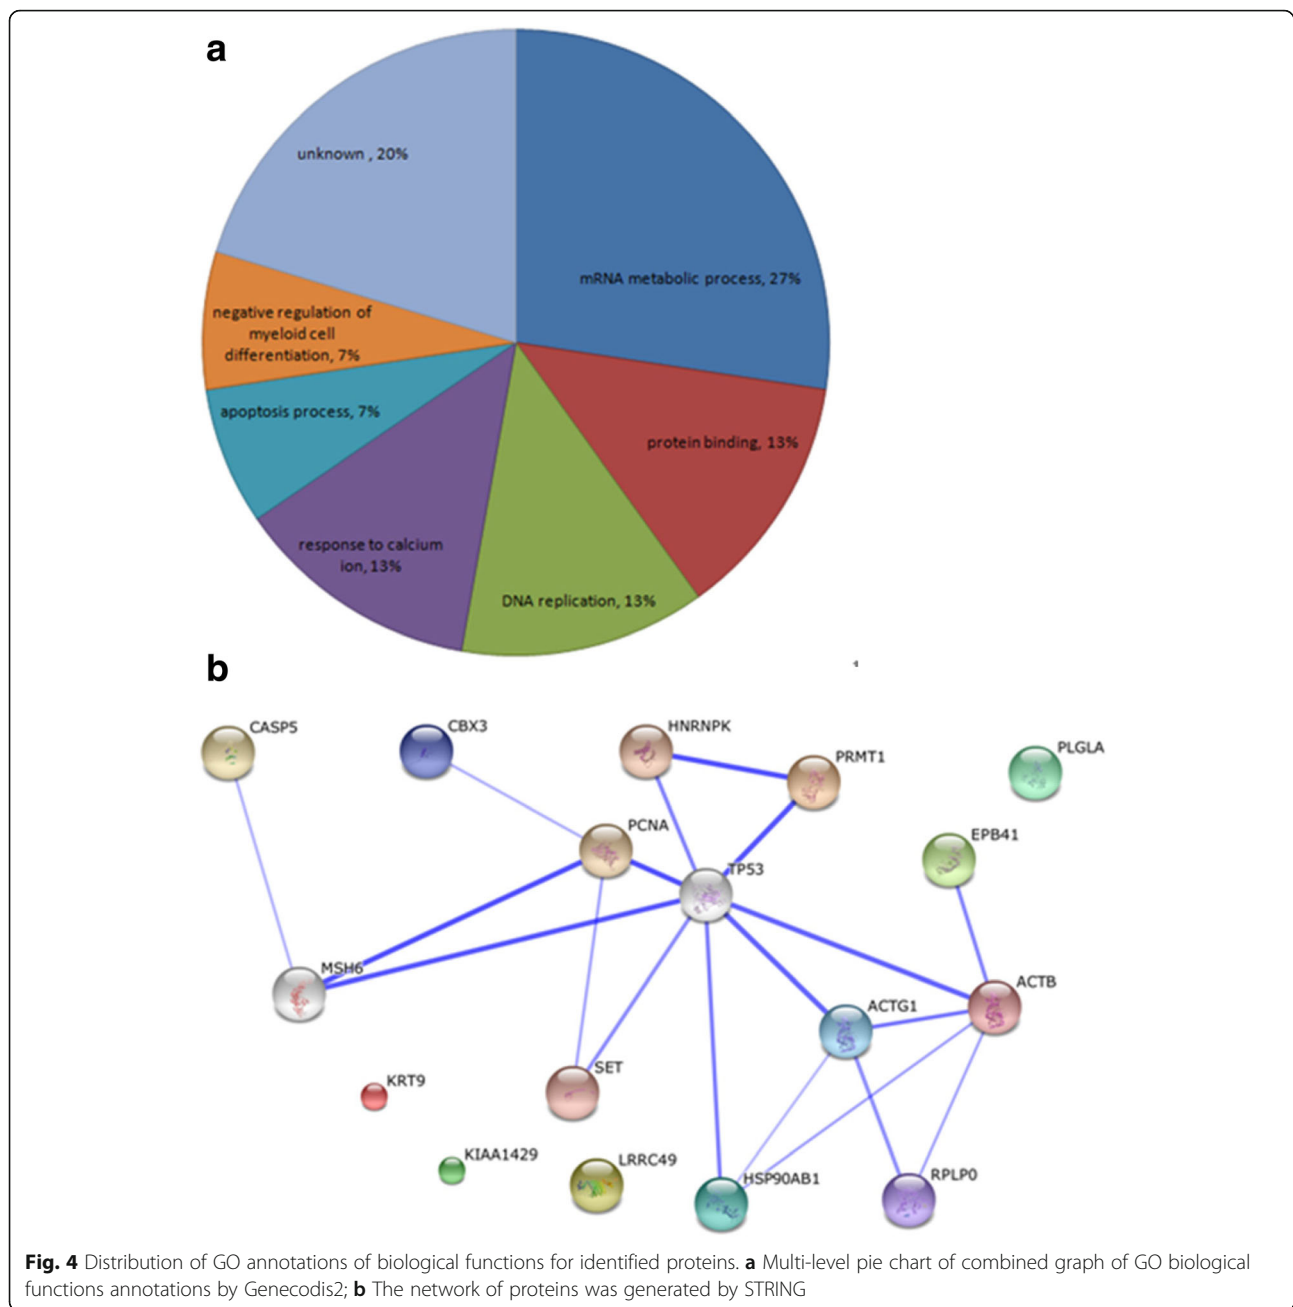 a
unknown , 20%
mRNA metabolic process, 27%
negative regulation of
myeloid cell
differentiation, 7%
apoptosis process, 7%
protein binding, 13%
response to calcium
ion, 13%
DNA replication, 13%
b
CASP5
CBX3
HNRNPK
PRMT1
PLGLA
PCNA
EPB41
TP53
MSH6
ACTB
ACTG1
SET
KRT9
KIAA1429
LRRC49
HSP90AB1
RPLP0
Fig. 4 Distribution of GO annotations of biological functions for identified proteins. a Multi-level pie chart of combined graph of GO biological
functions annotations by Genecodis2; b The network of proteins was generated by STRING